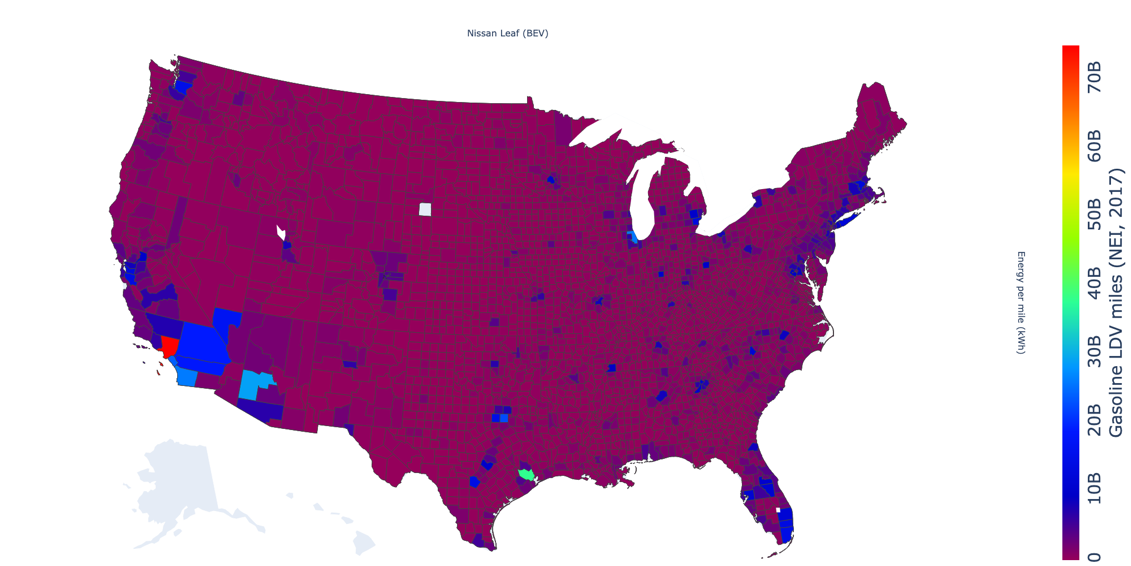 Nissan Leaf (BEV)
70B
60B
50B
40B
30B
20B
10B
0
Gasoline LDV miles (NEI, 2017)
Energy per mile (kWh)